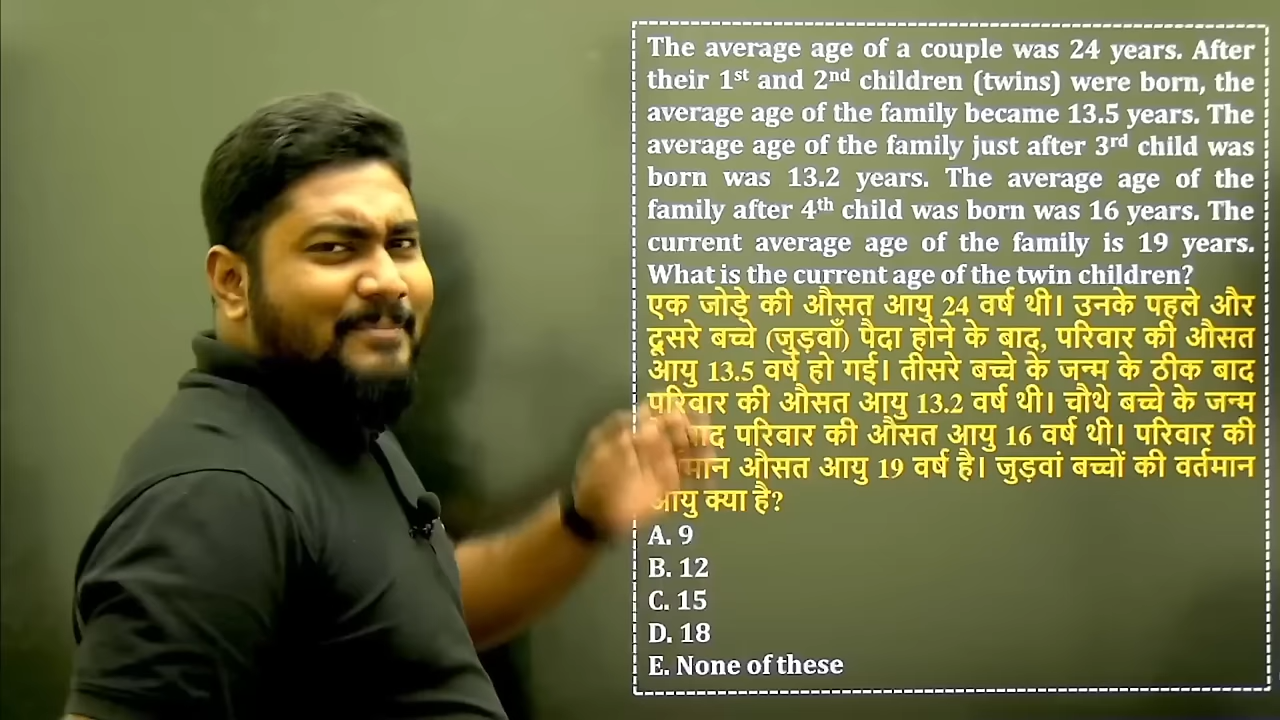 The average age of a couple was 24 years. After
their 1st and 2nd children (twins) were born, the
average age of the family became 13.5 years. The
average age of the family just after 3rd child was
born was 13.2 years. The average age of the
family after 4th child was born was 16 years. The
current average age of the family is 19 years.
What is the current age of the twin children?
एक जोड़े की औसत आयु 24 वर्ष थी। उनके पहले और
दूसरे बच्चे (जुड़वाँ) पैदा होने के बाद, परिवार की औसत
आयु 13.5 वर्ष हो गई। तीसरे बच्चे के जन्म के ठीक बाद
परिवार की औसत आयु 13.2 वर्ष थी। चौथे बच्चे के जन्म
परिवार की औसत आयु 16 वर्ष थी। परिवार की
औसत आयु 19 वर्ष है। जुड़वां बच्चों की वर्तमान
आयु क्या है?
A. 9
B. 12
C. 15
D. 18
E. None of these